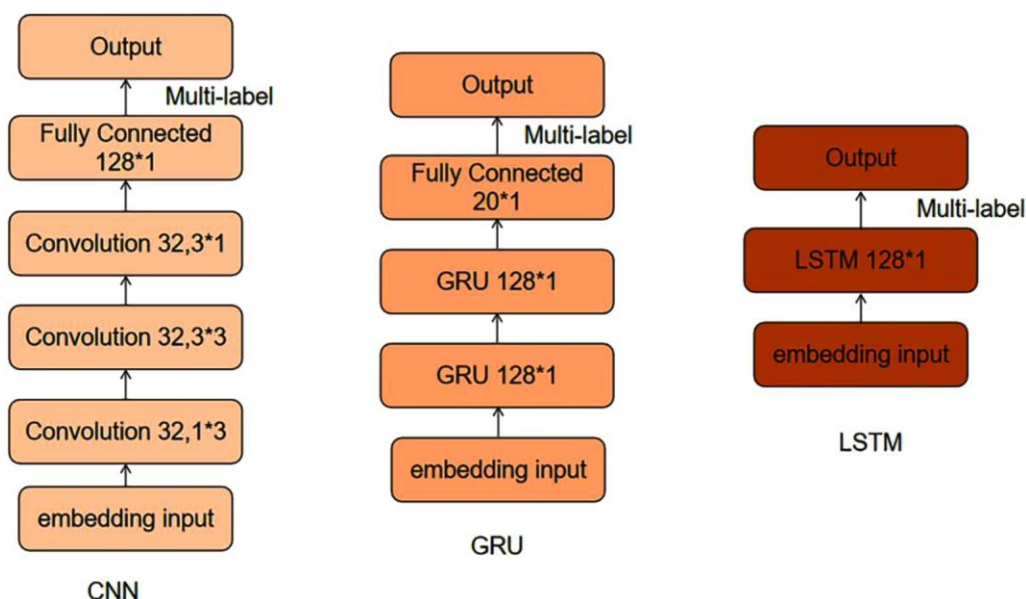 Output
Multi-label
Fully Connected
128*1
Convolution 32,3*1
Convolution 32,3*3
Convolution 32,1*3
embedding input
CNN
Output
Multi-label
Fully Connected
20*1
GRU 128*1
GRU 128*1
embedding input
GRU
Output
Multi-label
LSTM 128*1
embedding input
LSTM